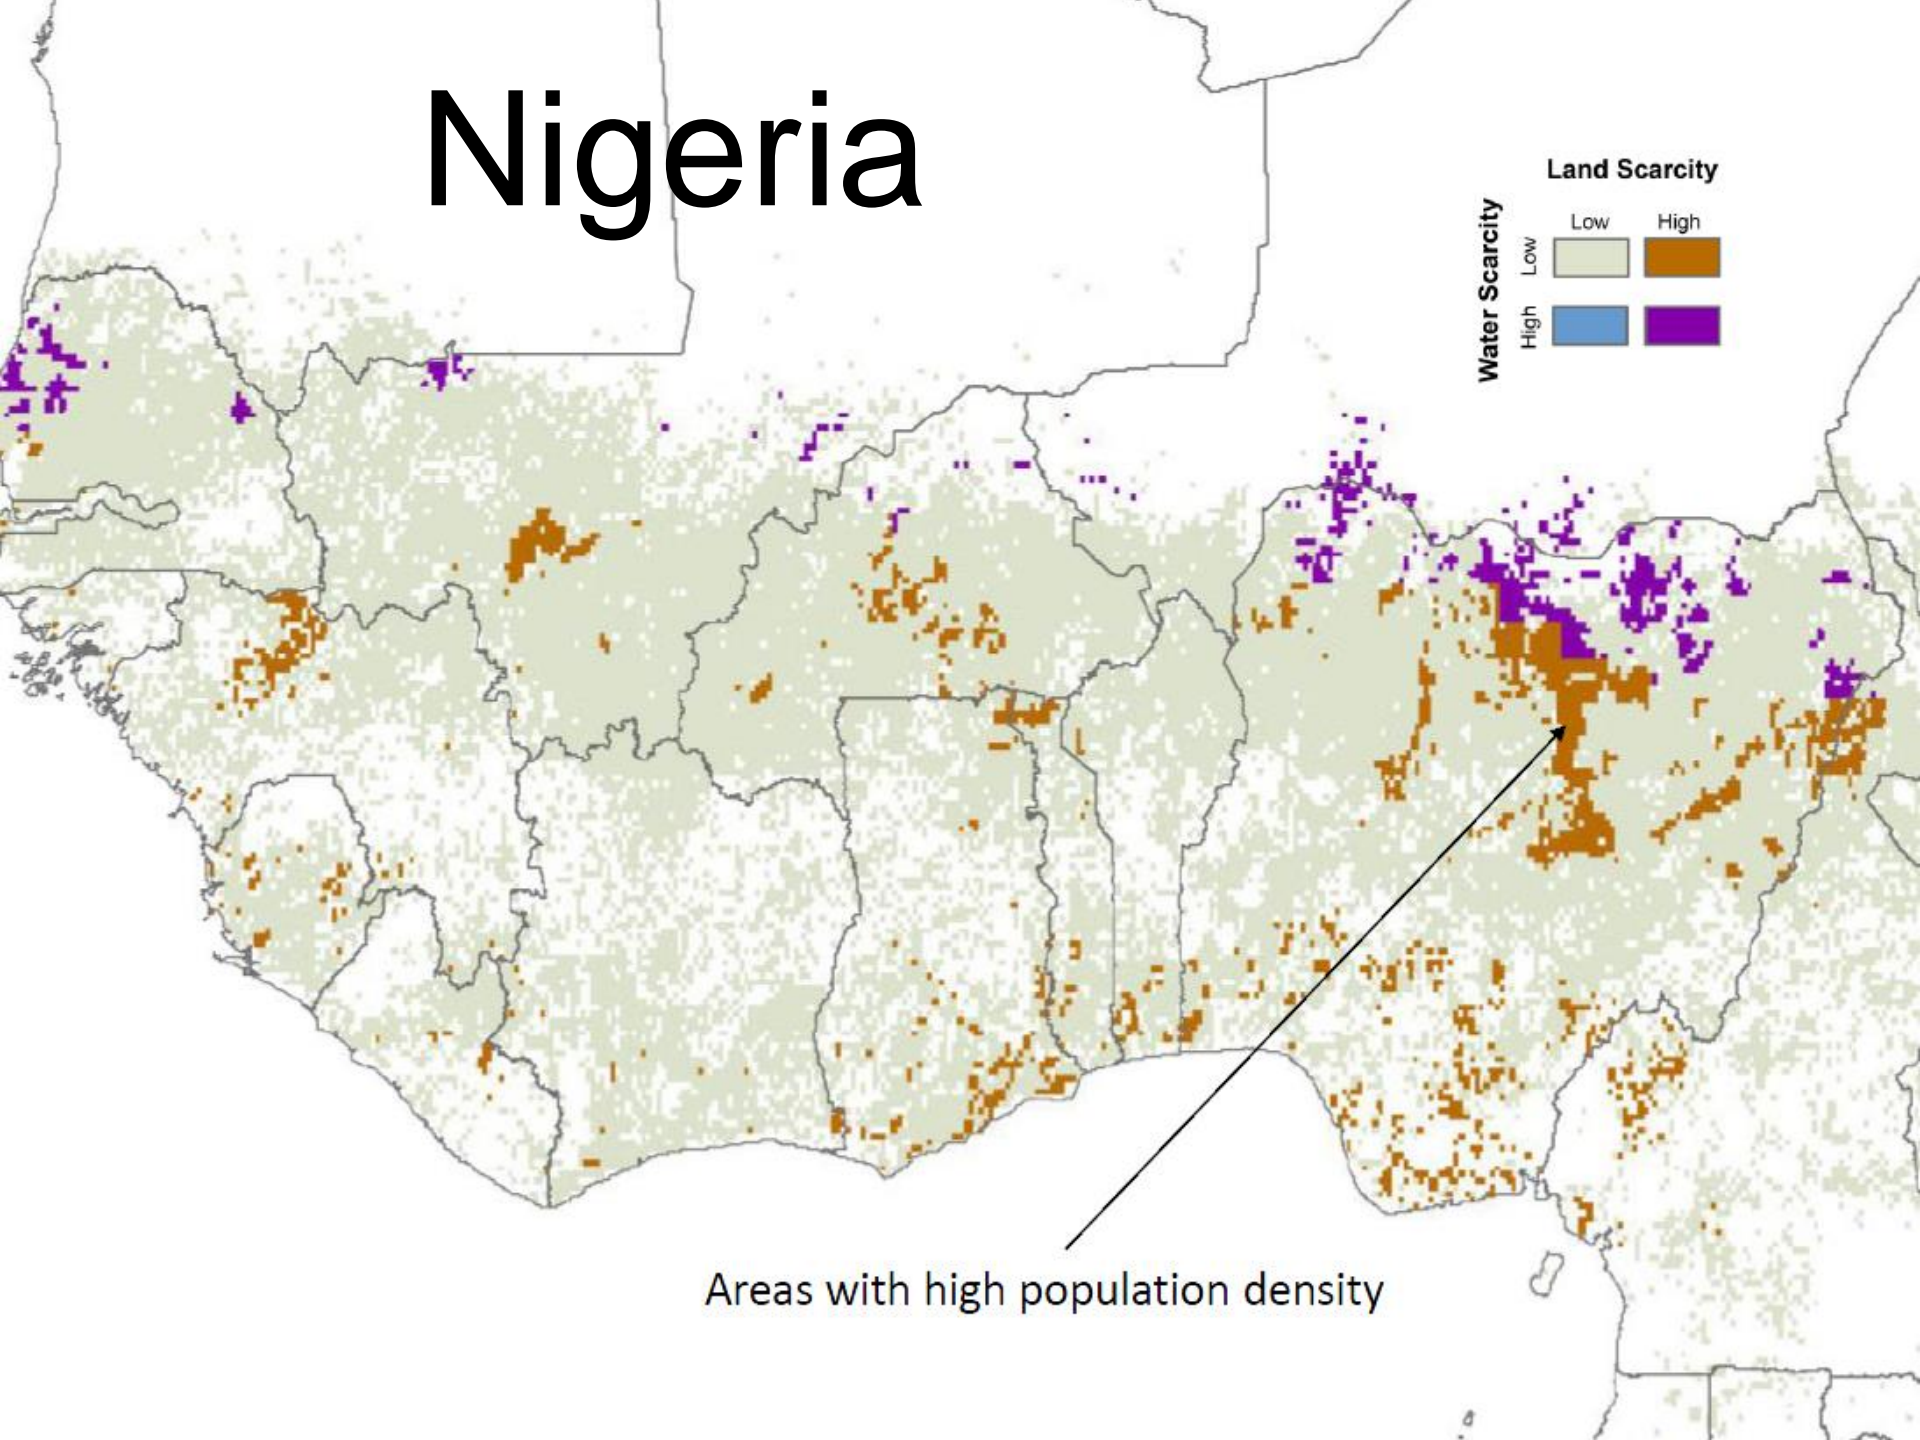 Nigeria
Land Scarcity
Low High
Water Scarcity
Low
High
Areas with high population density